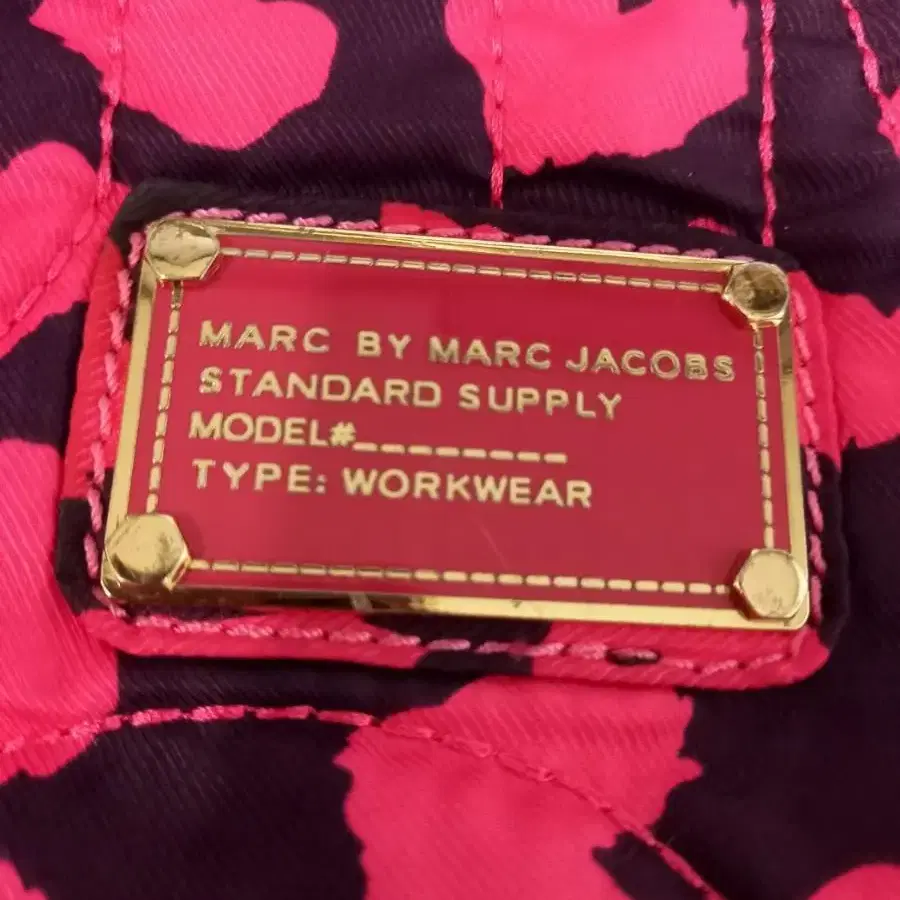 MARC BY MARC JACOBS
STANDARD SUPPLY
MODEL#_________
TYPE: WORKWEAR